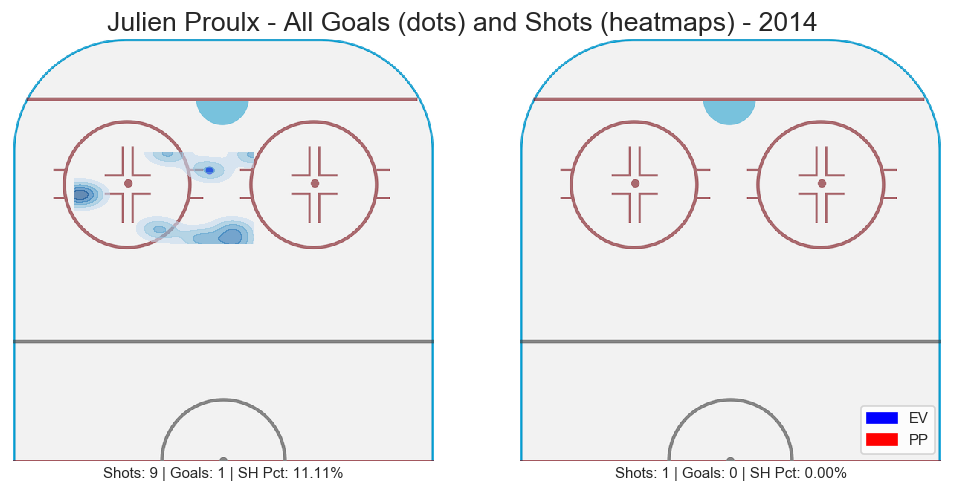 Julien Proulx - All Goals (dots) and Shots (heatmaps) - 2014
EV
PP
Shots: 9 | Goals: 1 | SH Pct: 11.11%
Shots: 1 | Goals: 0 | SH Pct: 0.00%